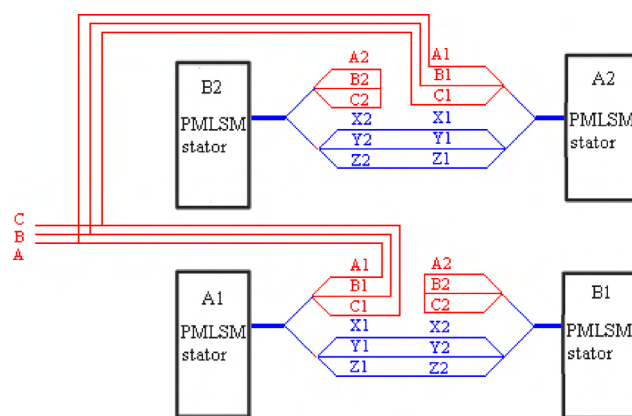 A2 A1
B2 B1
C2 C1
X2 X1
Y2 Y1
Z2 Z1
B2
PMLSM
stator
A2
PMLSM
stator
C
B
A
A1 A2
B1 B2
C1 C2
X1 X2
Y1 Y2
Z1 Z2
A1
PMLSM
stator
B1
PMLSM
stator